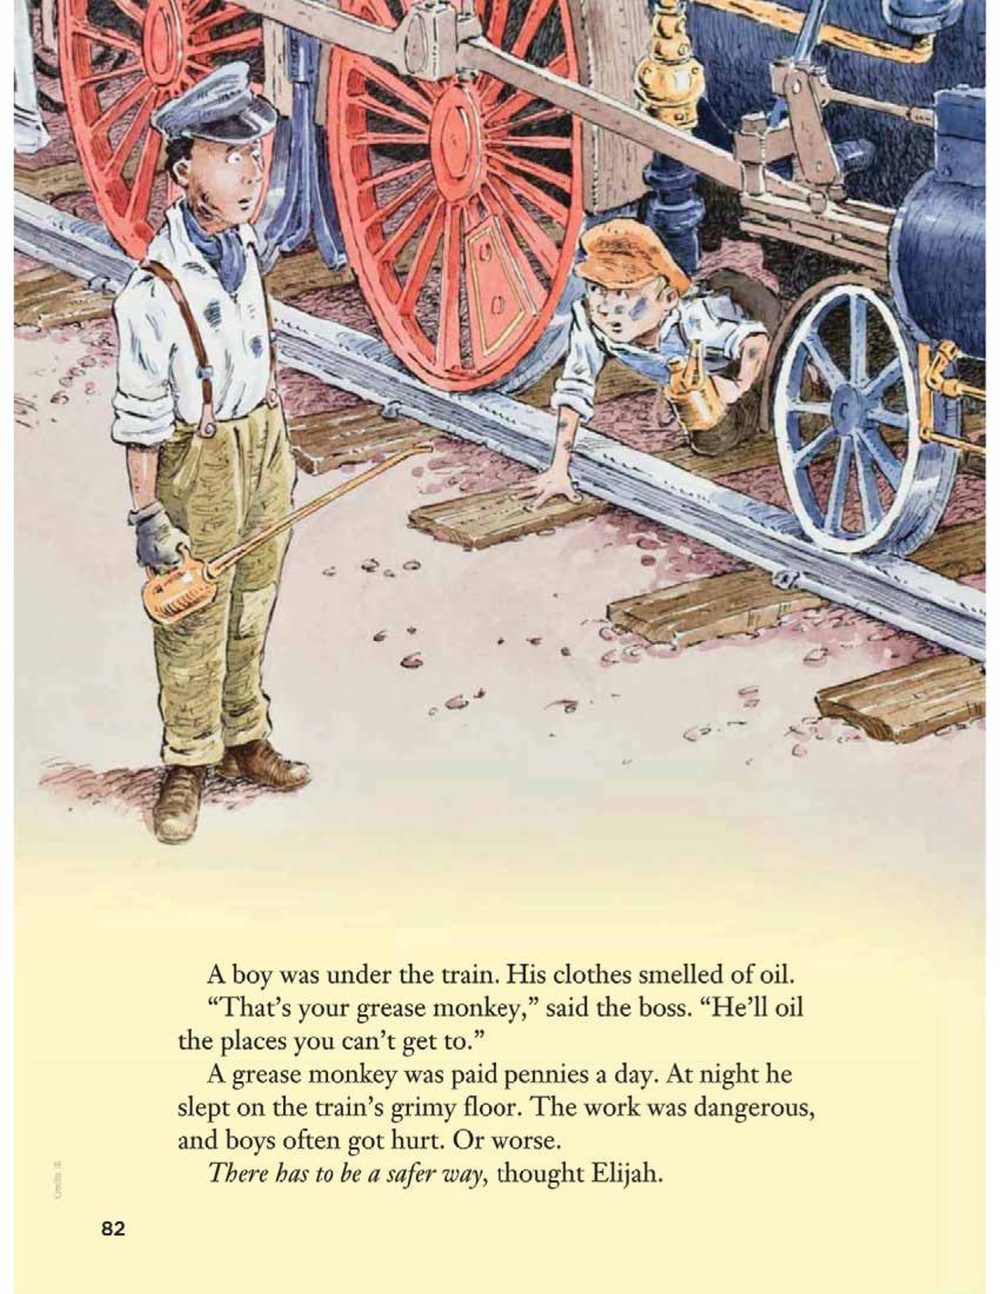 A boy was under the train. His clothes smelled of oil.
“That’s your grease monkey,” said the boss. “He’ll oil
the places you can’t get to.”
A grease monkey was paid pennies a day. At night he
slept on the train’s grimy floor. The work was dangerous,
and boys often got hurt. Or worse.
There has to be a safer way, thought Elijah.
82